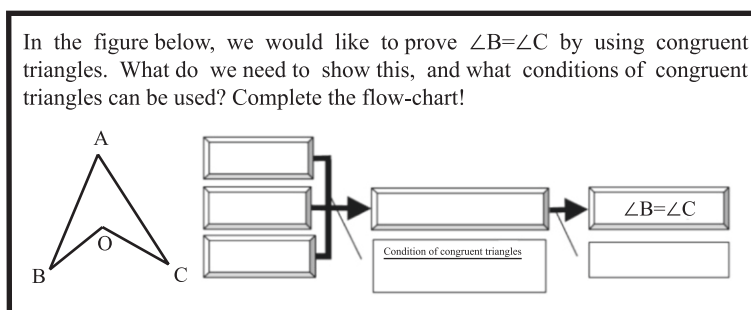 In the figure below, we would like to prove ∠B=∠C by using congruent
triangles. What do we need to show this, and what conditions of congruent
triangles can be used? Complete the flow-chart!
A
O
B
C
∠B=∠C
Condition of congruent triangles